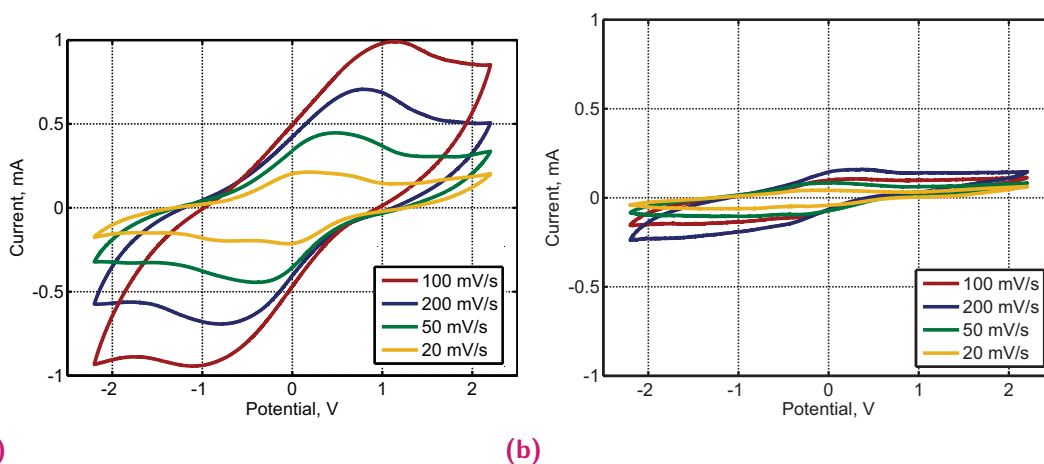 1
0.5
0
-0.5
-1
Current, mA
-2
-1
0
1
2
Potential, V
100 mV/s
200 mV/s
50 mV/s
20 mV/s
)
1
0.5
0
-0.5
-1
Current, mA
-2
-1
0
1
2
Potential, V
100 mV/s
200 mV/s
50 mV/s
20 mV/s
(b)